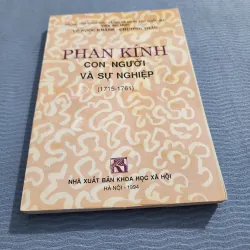 PHAN KÍNH
CON NGƯỜI
VÀ SỰ NGHIỆP
(1715-1761)
NHÀ XUẤT BẢN KHOA HỌC XÃ HỘI
HÀ NỘI - 1994